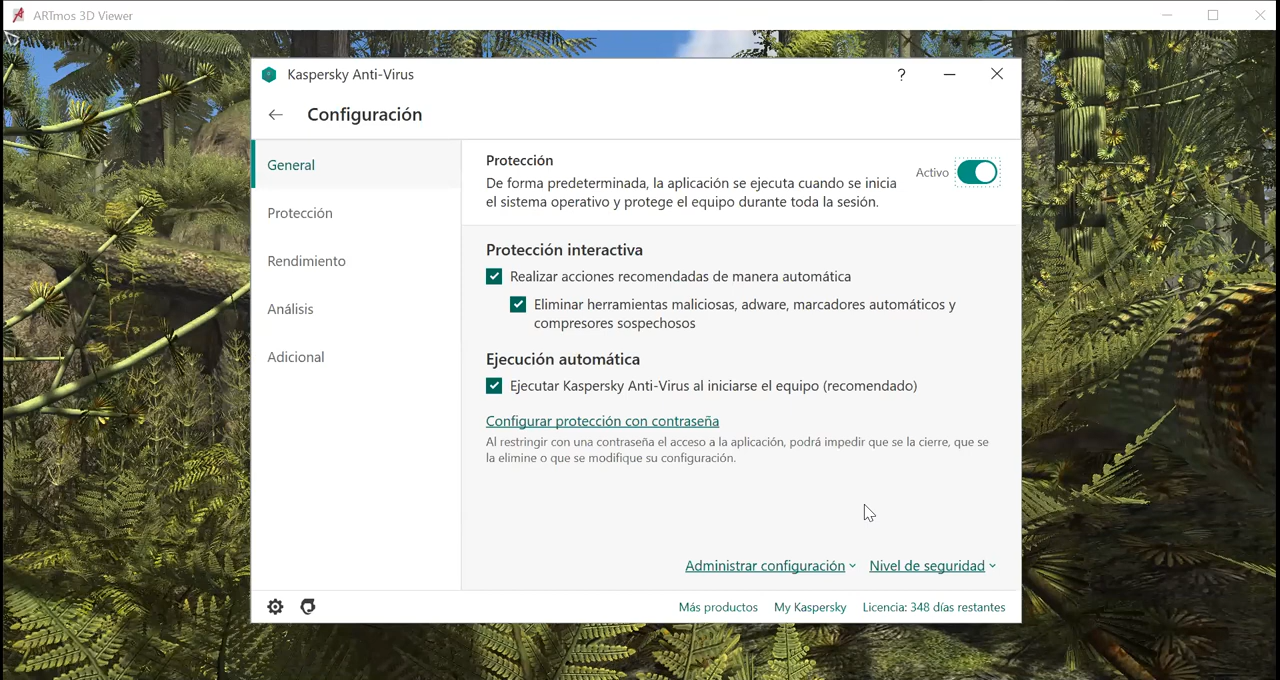 ARTmos 3D Viewer
Kaspersky Anti-Virus
?
Configuración
General
Protección
Rendimiento
Análisis
Adicional
Protección
De forma predeterminada, la aplicación se ejecuta cuando se inicia
el sistema operativo y protege el equipo durante toda la sesión.
Activo
Protección interactiva
Realizar acciones recomendadas de manera automática
Eliminar herramientas maliciosas, adware, marcadores automáticos y
compresores sospechosos
Ejecución automática
Ejecutar Kaspersky Anti-Virus al iniciarse el equipo (recomendado)
Configurar protección con contraseña
Al restringir con una contraseña el acceso a la aplicación, podrá impedir que se la cierre, que se
la elimine o que se modifique su configuración.
Administrar configuración Nivel de seguridad
Más productos My Kaspersky Licencia: 348 días restantes